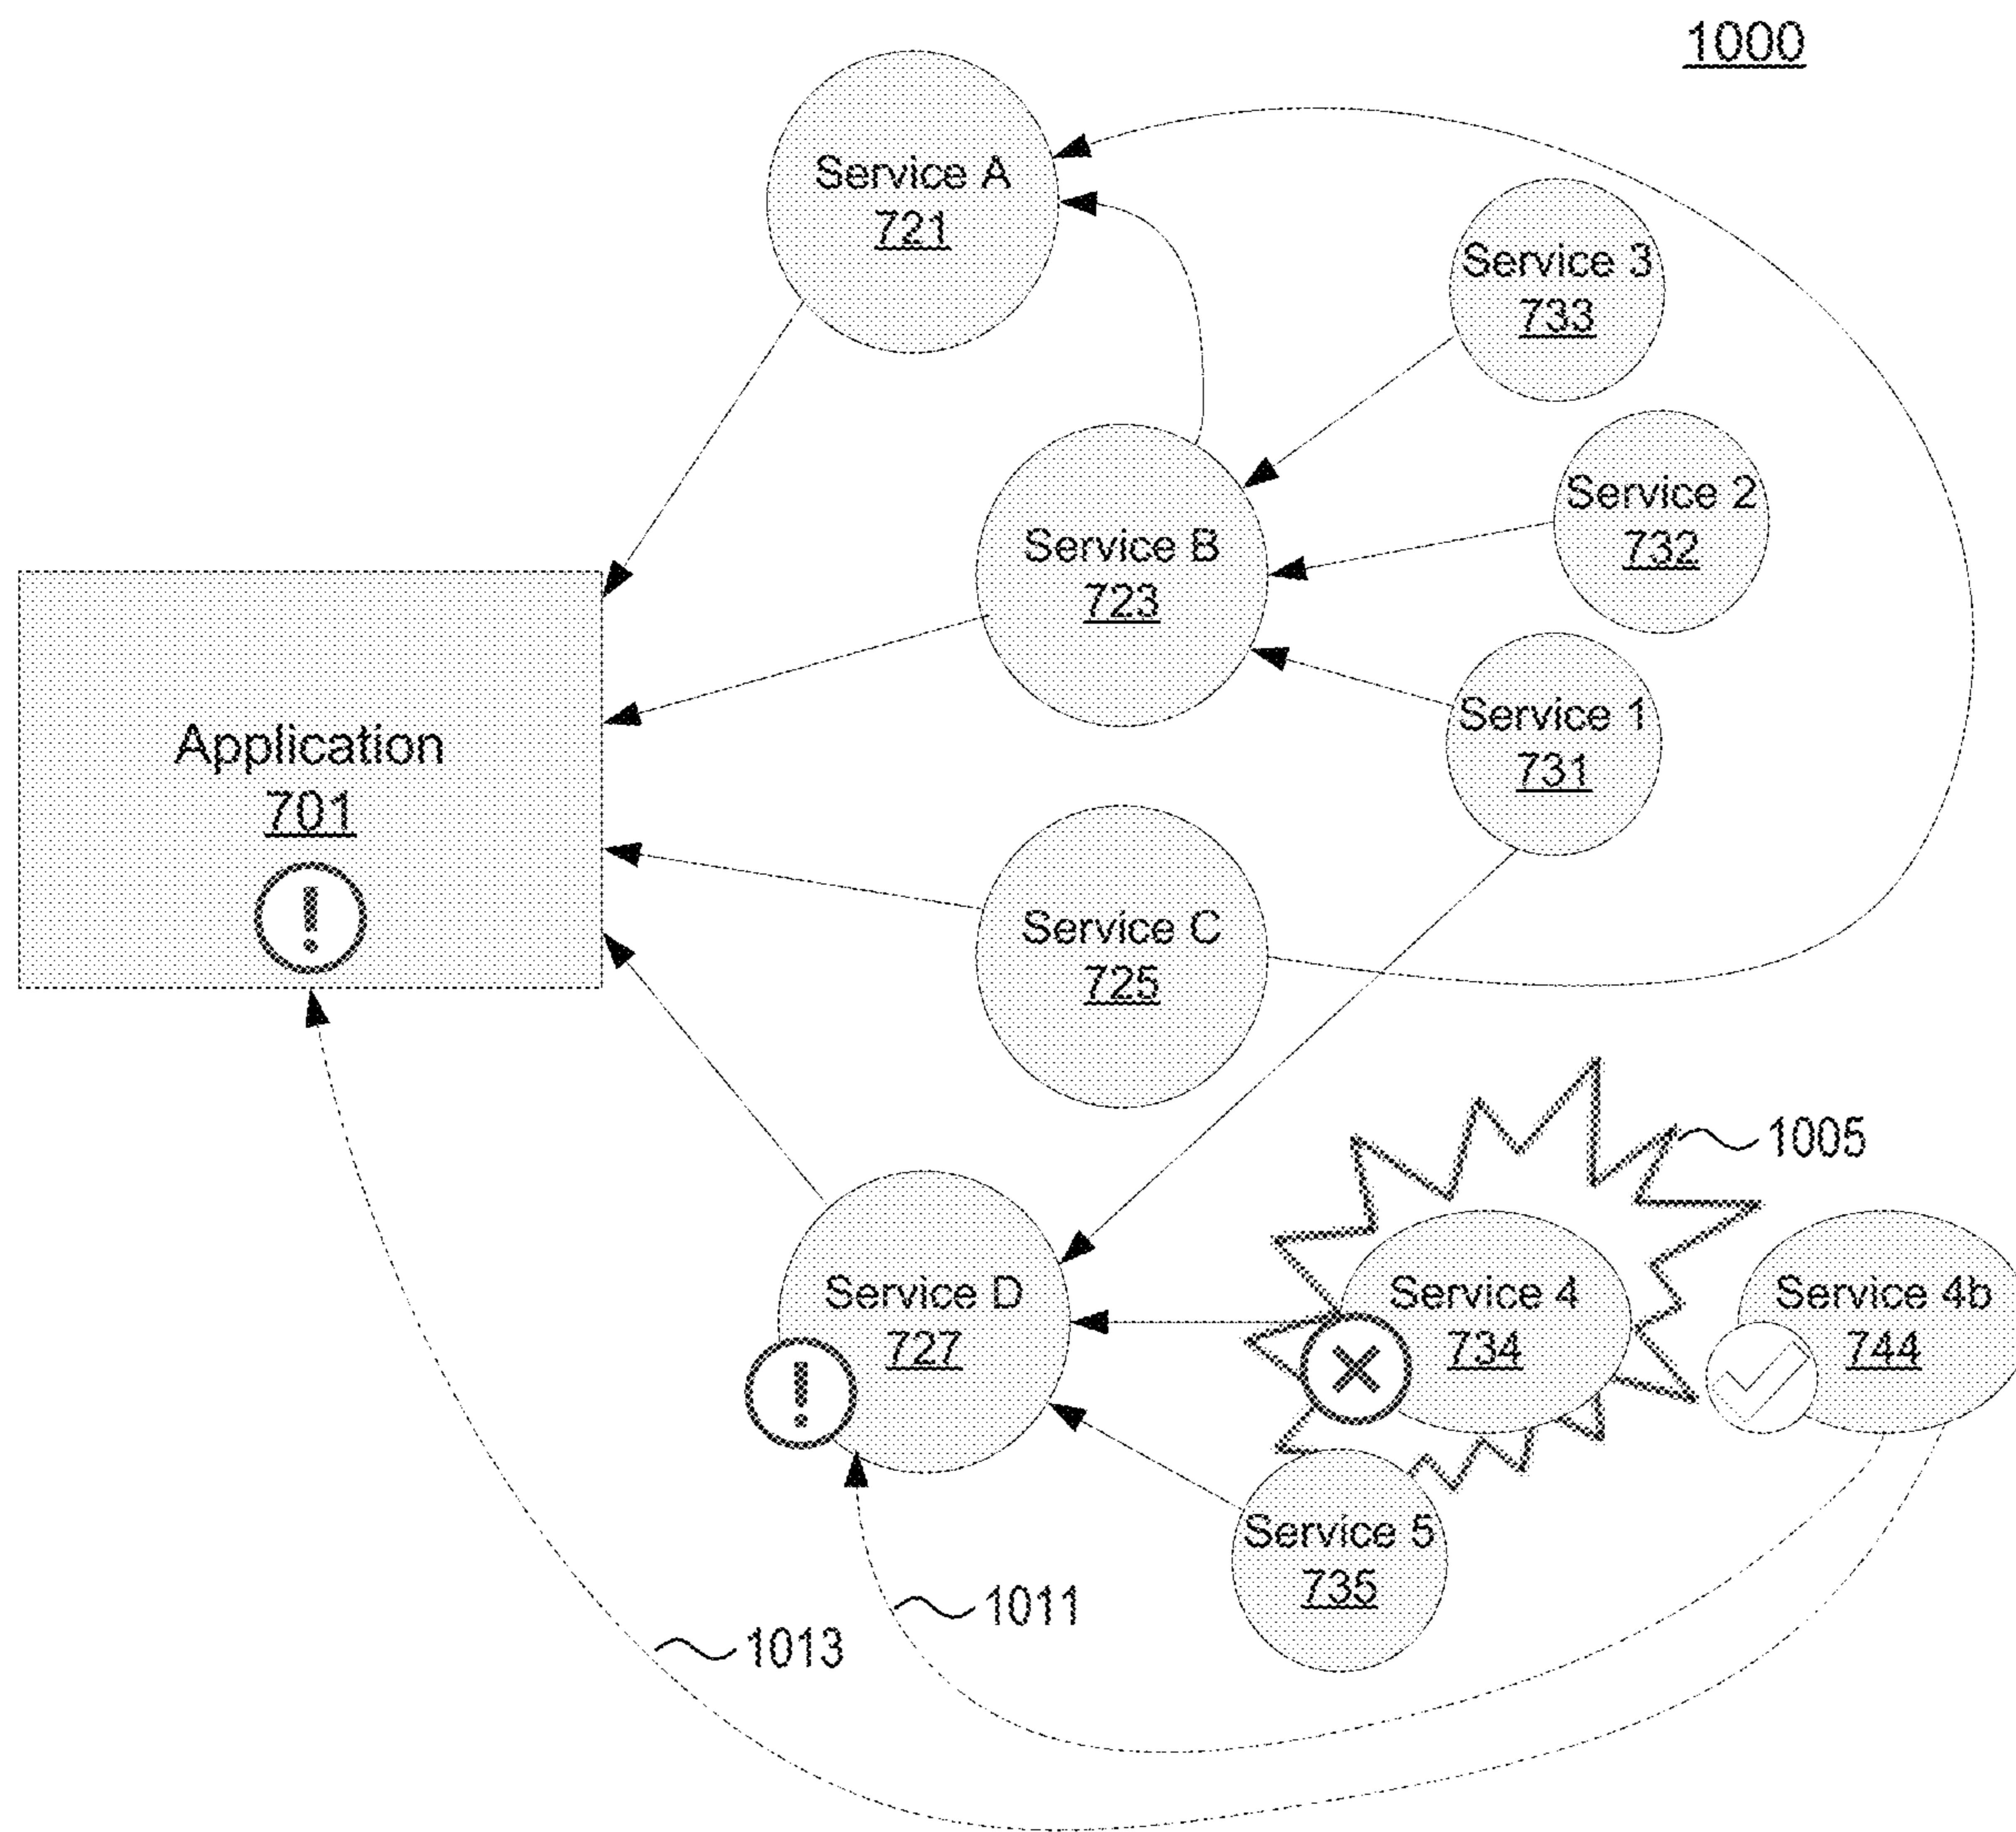 1000
Service A
721
Service 3
733
Service 2
732
Service B
723
Service 1
731
Application
701
!
Service C
725
1005
Service D
727
!
Service 4
734
Service 4b
744
Service 5
735
1011
1013